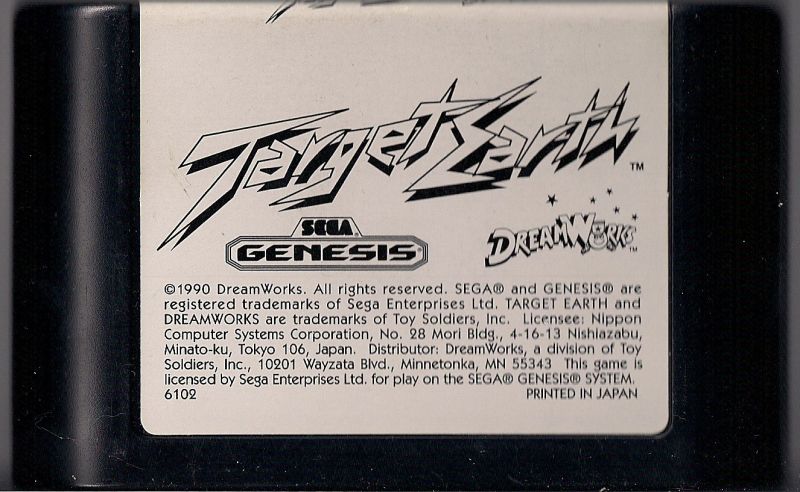 Target Earth™
SEGA
GENESIS®
DREAMWORKS™
©1990 DreamWorks. All rights reserved. SEGA® and GENESIS® are
registered trademarks of Sega Enterprises Ltd. TARGET EARTH and
DREAMWORKS are trademarks of Toy Soldiers, Inc. Licensee: Nippon
Computer Systems Corporation, No. 28 Mori Bldg., 4-16-13 Nishiazabu,
Minato-ku, Tokyo 106, Japan. Distributor: DreamWorks, a division of Toy
Soldiers, Inc., 10201 Wayzata Blvd., Minnetonka, MN 55343 This game is
licensed by Sega Enterprises Ltd. for play on the SEGA® GENESIS® SYSTEM.
6102 PRINTED IN JAPAN